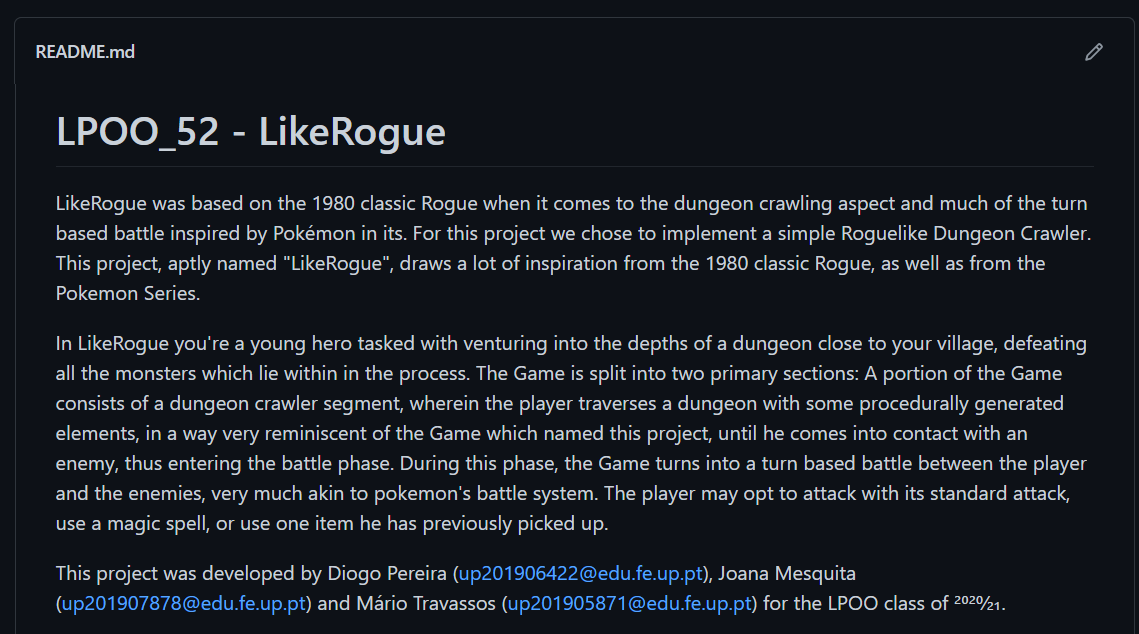 README.md
LPOO_52 - LikeRogue
LikeRogue was based on the 1980 classic Rogue when it comes to the dungeon crawling aspect and much of the turn
based battle inspired by Pokémon in its. For this project we chose to implement a simple Roguelike Dungeon Crawler.
This project, aptly named "LikeRogue", draws a lot of inspiration from the 1980 classic Rogue, as well as from the
Pokemon Series.
In LikeRogue you're a young hero tasked with venturing into the depths of a dungeon close to your village, defeating
all the monsters which lie within in the process. The Game is split into two primary sections: A portion of the Game
consists of a dungeon crawler segment, wherein the player traverses a dungeon with some procedurally generated
elements, in a way very reminiscent of the Game which named this project, until he comes into contact with an
enemy, thus entering the battle phase. During this phase, the Game turns into a turn based battle between the player
and the enemies, very much akin to pokemon's battle system. The player may opt to attack with its standard attack,
use a magic spell, or use one item he has previously picked up.
This project was developed by Diogo Pereira (up201906422@edu.fe.up.pt), Joana Mesquita
(up201907878@edu.fe.up.pt) and Mário Travassos (up201905871@edu.fe.up.pt) for the LPOO class of ²⁰²⁰⁄₂₁.